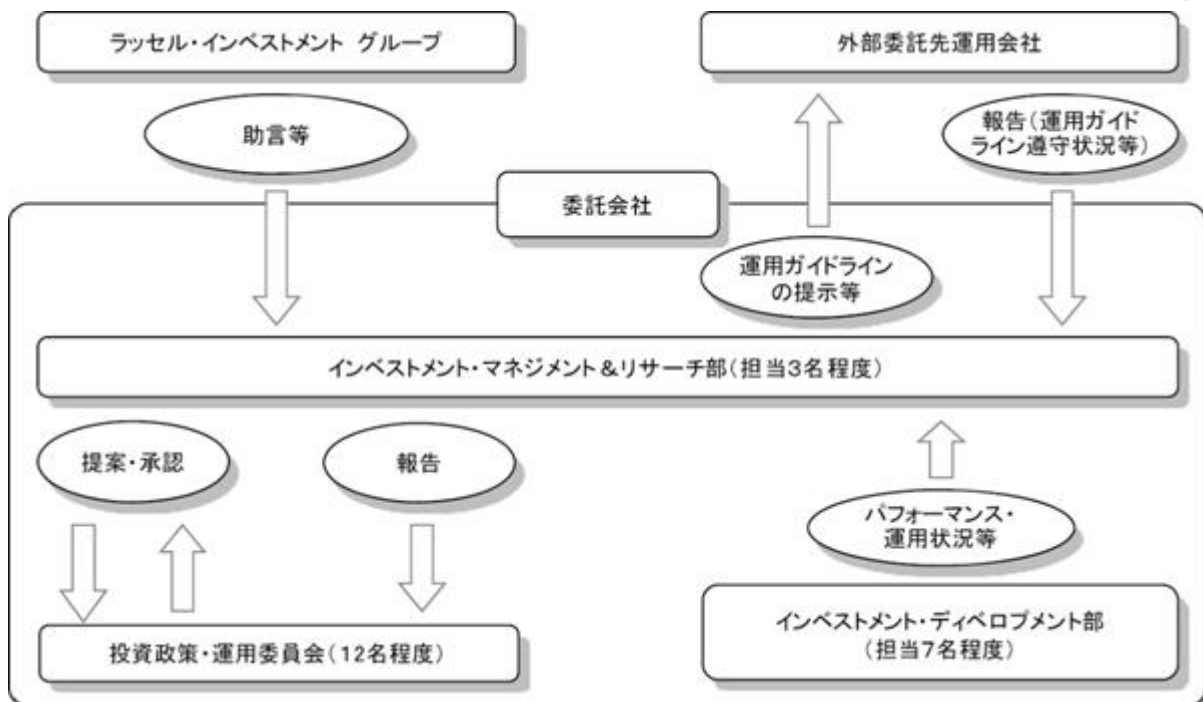 ラッセル・インベストメント グループ
外部委託先運用会社
助言等
報告(運用ガイド
ライン遵守状況等)
委託会社
運用ガイドライン
の提示等
インベストメント・マネジメント&リサーチ部(担当3名程度)
提案・承認
報告
パフォーマンス・
運用状況等
投資政策・運用委員会(12名程度)
インベストメント・ディベロプメント部
(担当7名程度)